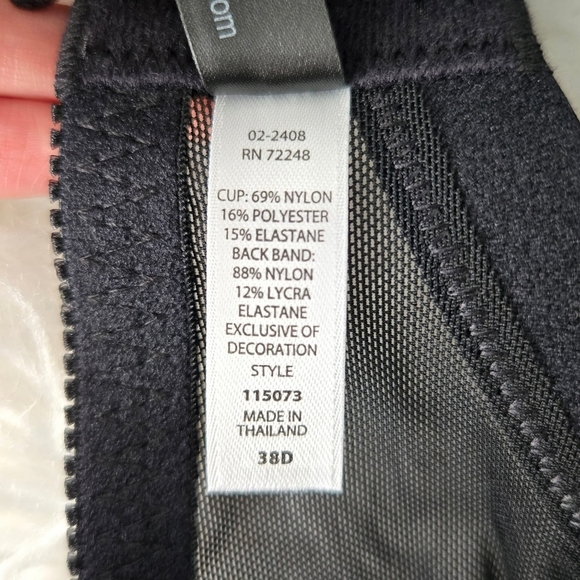 om
02-2408
RN 72248
CUP: 69% NYLON
16% POLYESTER
15% ELASTANE
BACK BAND:
88% NYLON
12% LYCRA
ELASTANE
EXCLUSIVE OF
DECORATION
STYLE
115073
MADE IN
THAILAND
38D